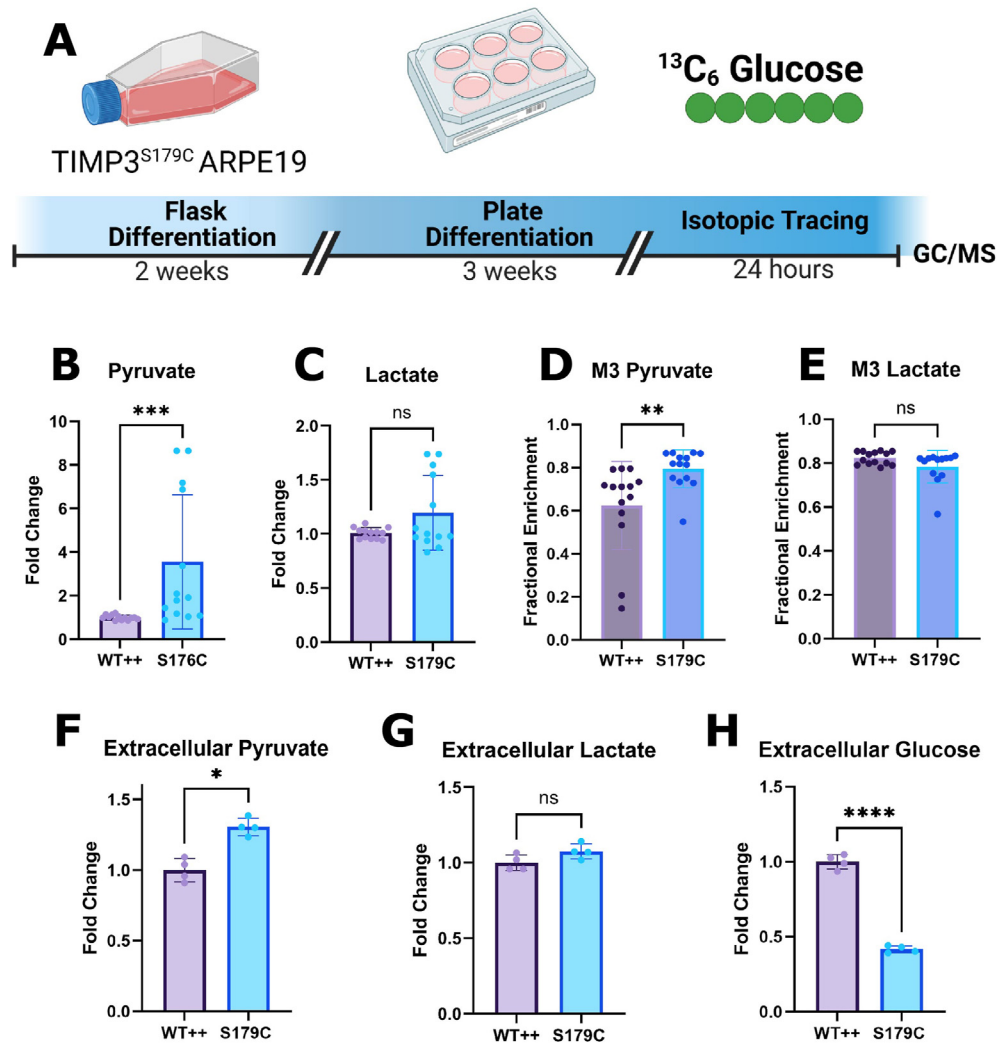 A
¹³C₆ Glucose
TIMP3ˢ¹⁷⁹ᶜ ARPE19
Flask
Differentiation
Plate
Differentiation
Isotopic Tracing
2 weeks
3 weeks
24 hours
GC/MS
B
Pyruvate
***
Fold Change
10
8
6
4
2
0
WT++
S176C
C
Lactate
ns
Fold Change
2.0
1.5
1.0
0.5
0.0
WT++
S179C
D
M3 Pyruvate
**
Fractional Enrichment
1.0
0.8
0.6
0.4
0.2
0.0
WT++
S179C
E
M3 Lactate
ns
Fractional Enrichment
1.0
0.8
0.6
0.4
0.2
0.0
WT++
S179C
F
Extracellular Pyruvate
*
Fold Change
1.5
1.0
0.5
0.0
WT++
S179C
G
Extracellular Lactate
ns
Fold Change
1.5
1.0
0.5
0.0
WT++
S179C
H
Extracellular Glucose
****
Fold Change
1.5
1.0
0.5
0.0
WT++
S179C